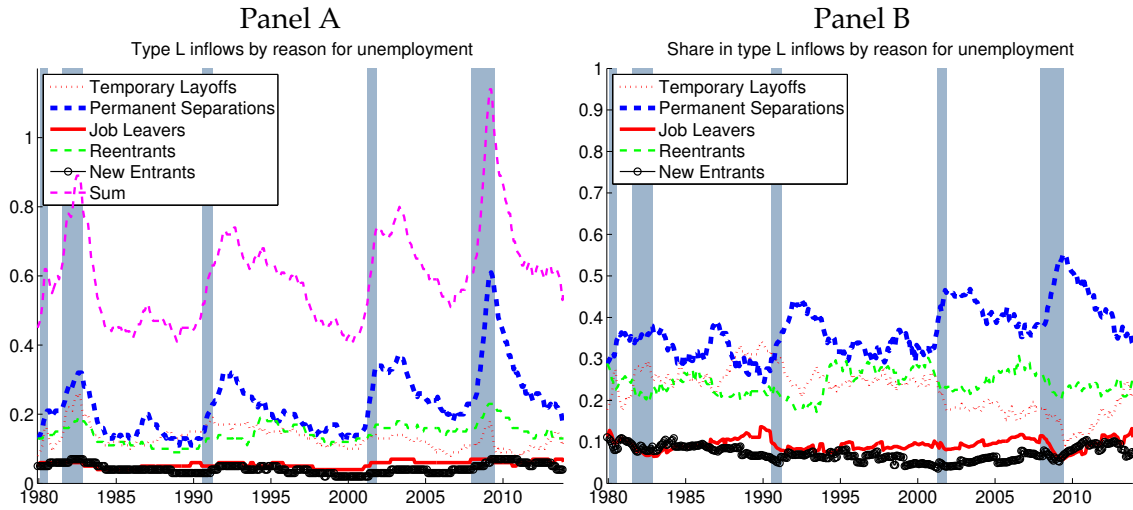 Panel A
Type L inflows by reason for unemployment
Temporary Layoffs
Permanent Separations
Job Leavers
Reentrants
New Entrants
Sum
1
0.8
0.6
0.4
0.2
0
1980
1985
1990
1995
2000
2005
2010
Panel B
Share in type L inflows by reason for unemployment
Temporary Layoffs
Permanent Separations
Job Leavers
Reentrants
New Entrants
1
0.9
0.8
0.7
0.6
0.5
0.4
0.3
0.2
0.1
0
1980
1985
1990
1995
2000
2005
2010